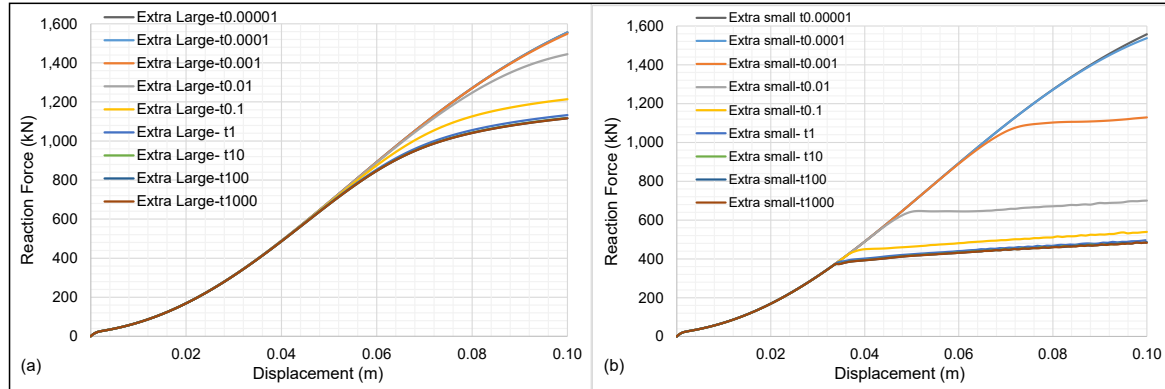 1,600
1,400
1,200
1,000
800
600
400
200
0
Reaction Force (kN)
Extra Large-t0.00001
Extra Large-t0.0001
Extra Large-t0.001
Extra Large-t0.01
Extra Large-t0.1
Extra Large- t1
Extra Large- t10
Extra Large-t100
Extra Large-t1000
0.02
0.04
0.06
0.08
0.10
Displacement (m)
(a)
1,600
1,400
1,200
1,000
800
600
400
200
0
Reaction Force (kN)
Extra small t0.00001
Extra small-t0.0001
Extra small-t0.001
Extra small-t0.01
Extra small-t0.1
Extra small- t1
Extra small- t10
Extra small-t100
Extra small-t1000
0.02
0.04
0.06
0.08
0.10
Displacement (m)
(b)